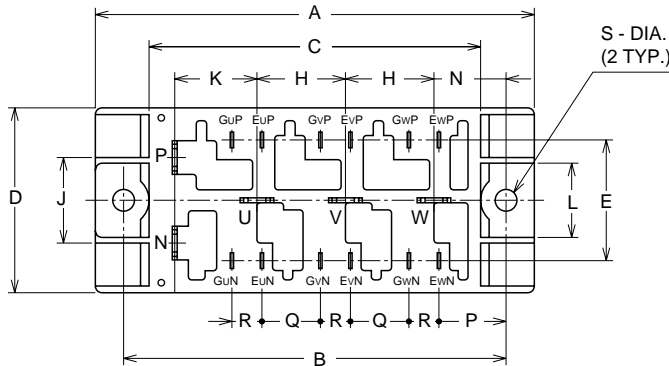 A
S - DIA.
(2 TYP.)
C
K H H N
GUP EUP GVP EVP GWP EWP
P
D J U V W L E
N
GUN EUN GVN EVN GWN EWN
R Q R Q R P
B